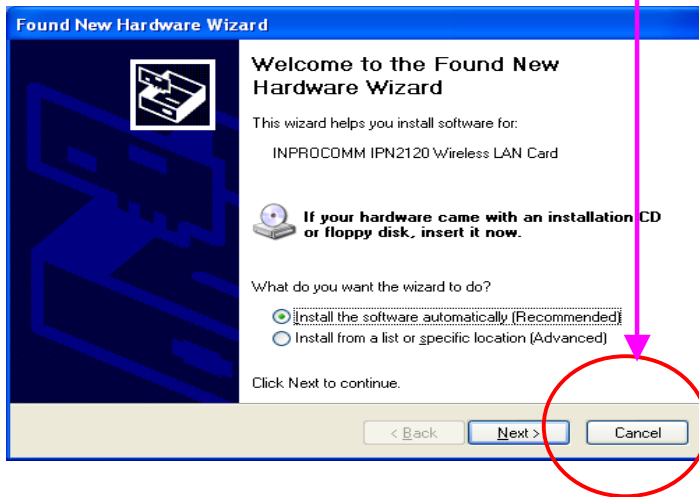 Found New Hardware Wizard
Welcome to the Found New
Hardware Wizard
This wizard helps you install software for:
INPROCOMM IPN2120 Wireless LAN Card
If your hardware came with an installation CD
or floppy disk, insert it now.
What do you want the wizard to do?
Install the software automatically (Recommended)
Install from a list or specific location (Advanced)
Click Next to continue.
< Back
Next >
Cancel